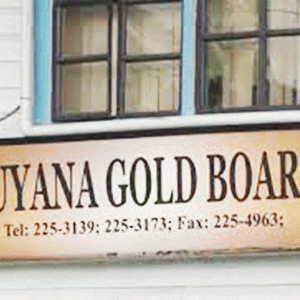 UYANA GOLD BOAR
Tel: 225-3139; 225-3173; Fax: 225-4963;